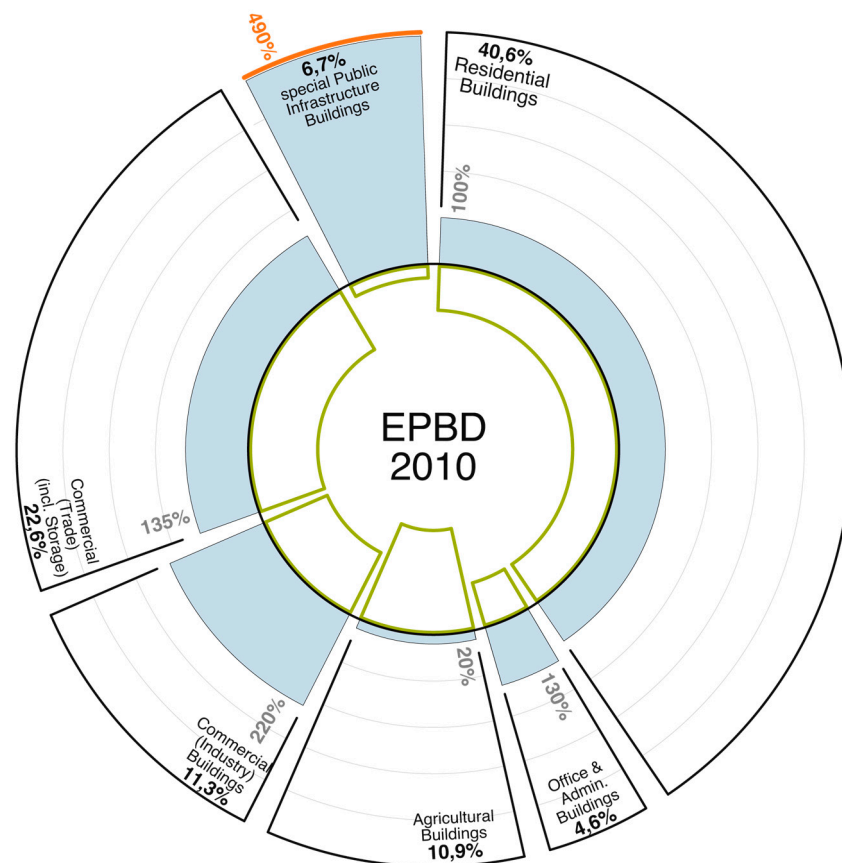 490%
6,7%
special Public
Infrastructure
Buildings
40,6%
Residential
Buildings
100%
EPBD
2010
Commercial
(Trade)
(incl. Storage)
22,6%
135%
Commercial
(Industry)
Buildings
11,3%
220%
Agricultural
Buildings
10,9%
20%
Office &
Admin.
Buildings
4,6%
130%